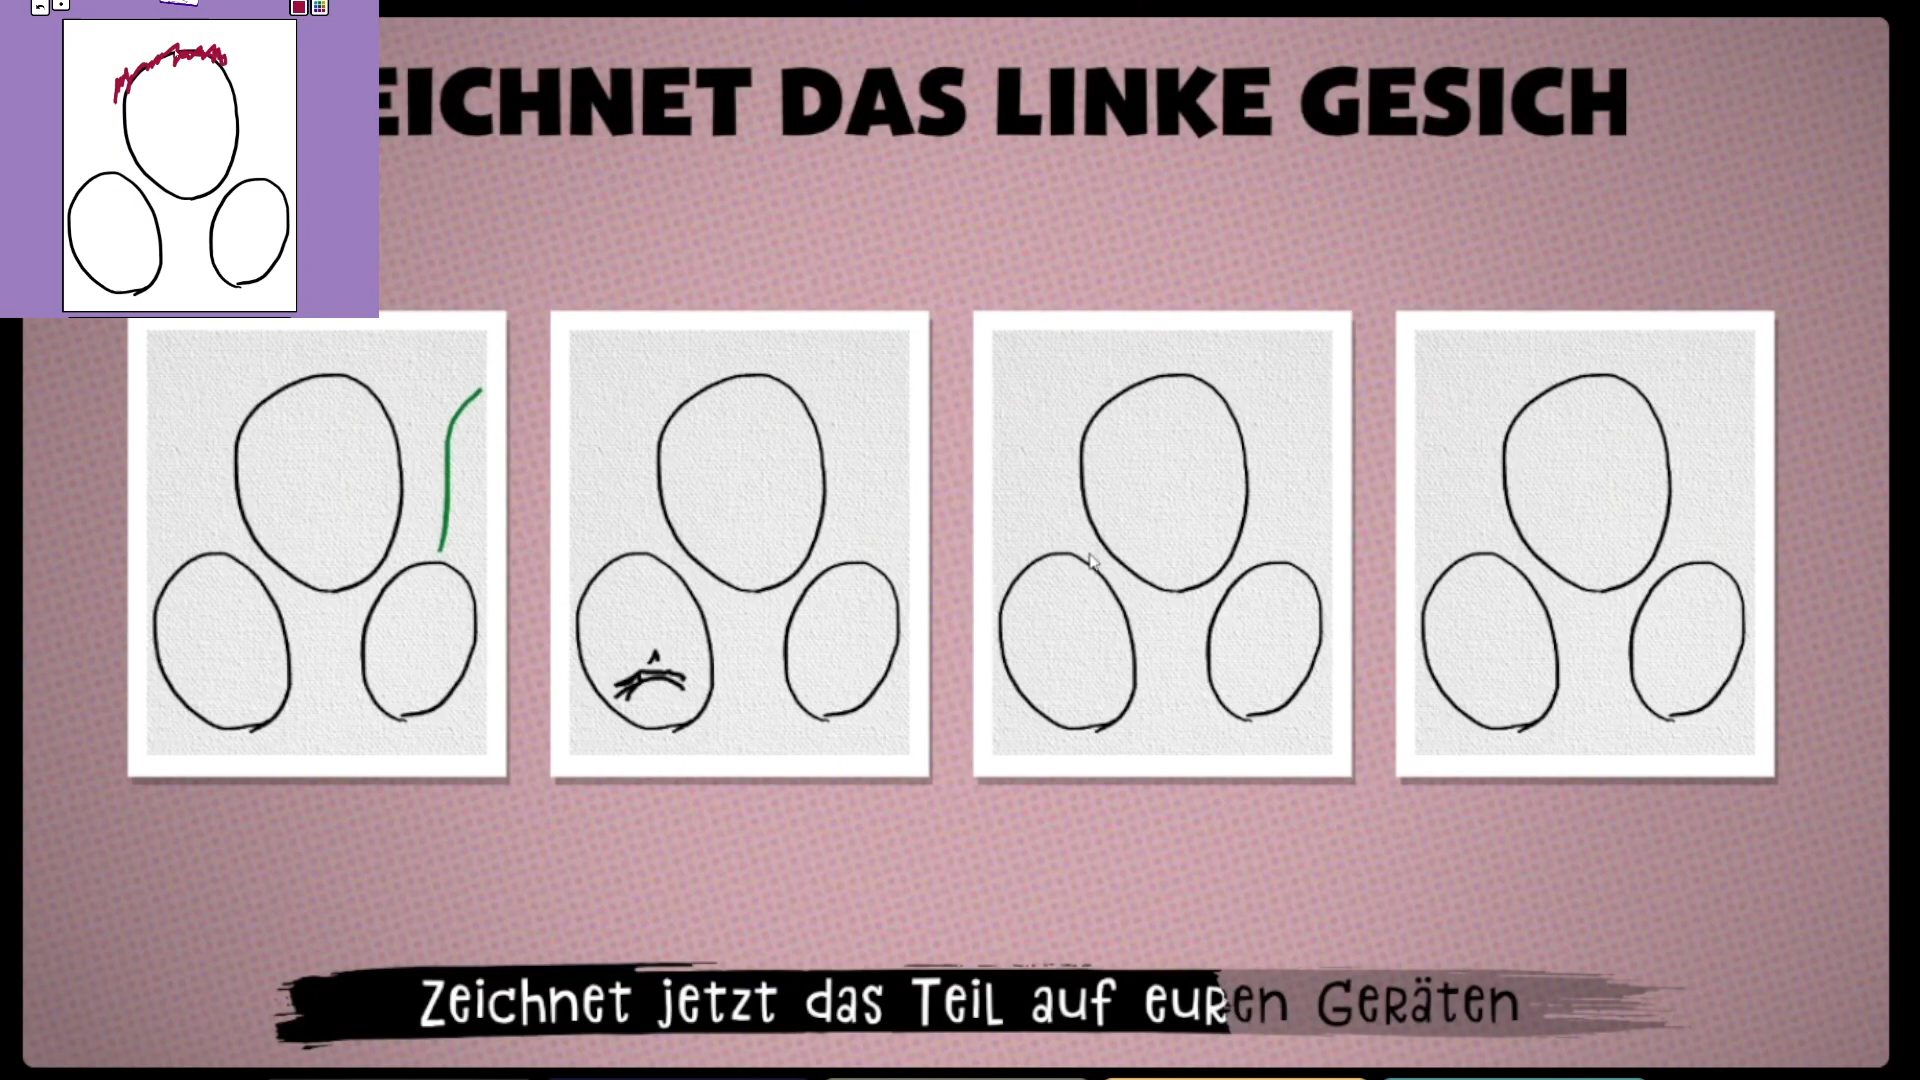 EICHNET DAS LINKE GESICH
Zeichnet jetzt das Teil auf euren Geräten